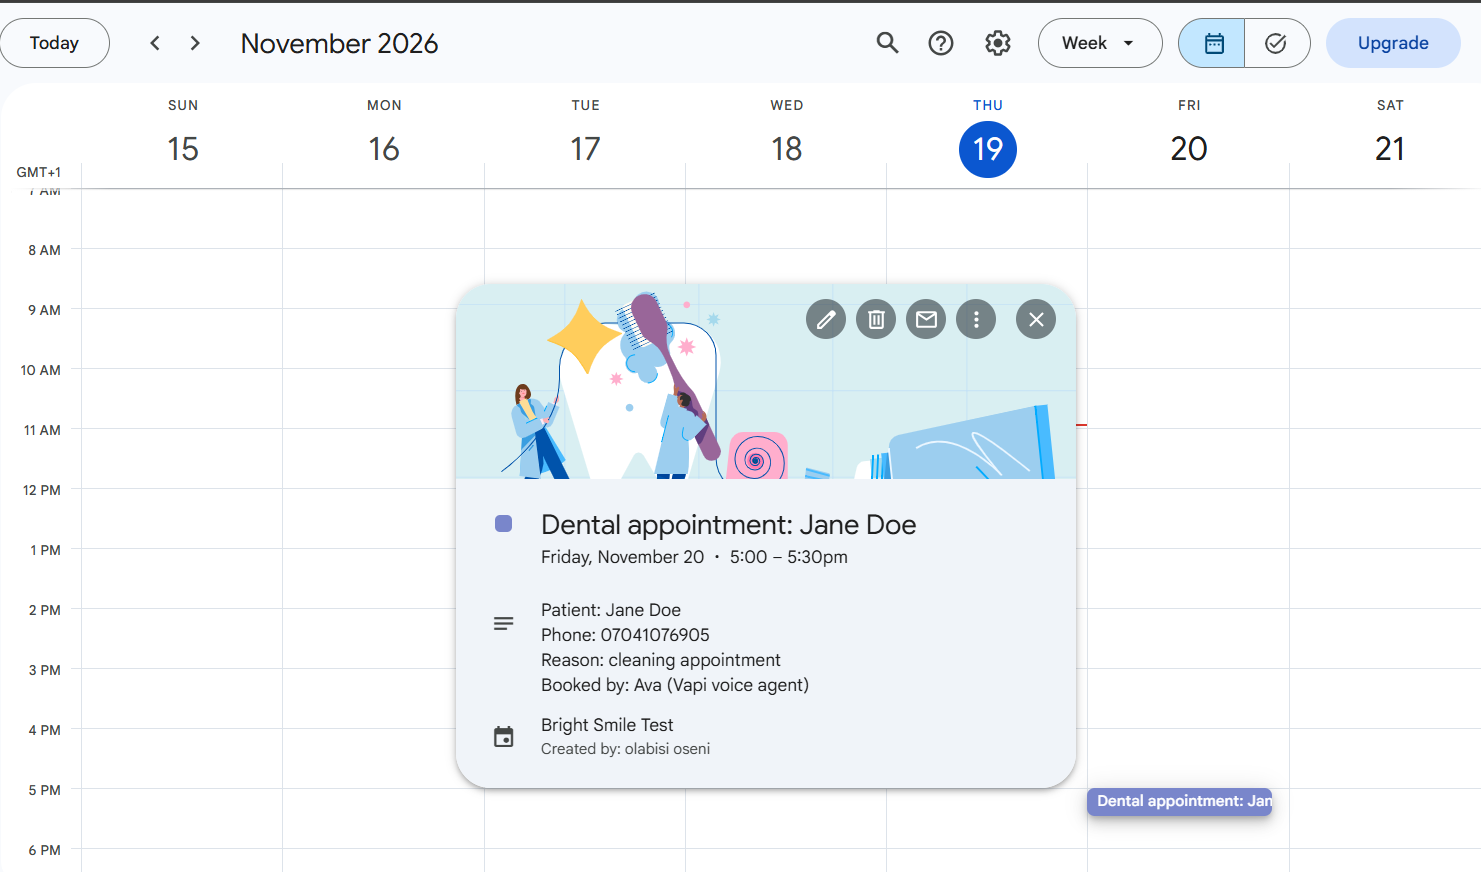 Today
November 2026
Week
Upgrade
SUN
MON
TUE
WED
THU
FRI
SAT
15
16
17
18
19
20
21
GMT+1
7 AM
8 AM
9 AM
10 AM
11 AM
12 PM
1 PM
2 PM
3 PM
4 PM
5 PM
6 PM
Dental appointment: Jane Doe
Friday, November 20 · 5:00 – 5:30pm
Patient: Jane Doe
Phone: 07041076905
Reason: cleaning appointment
Booked by: Ava (Vapi voice agent)
Bright Smile Test
Created by: olabisi oseni
Dental appointment: Jan